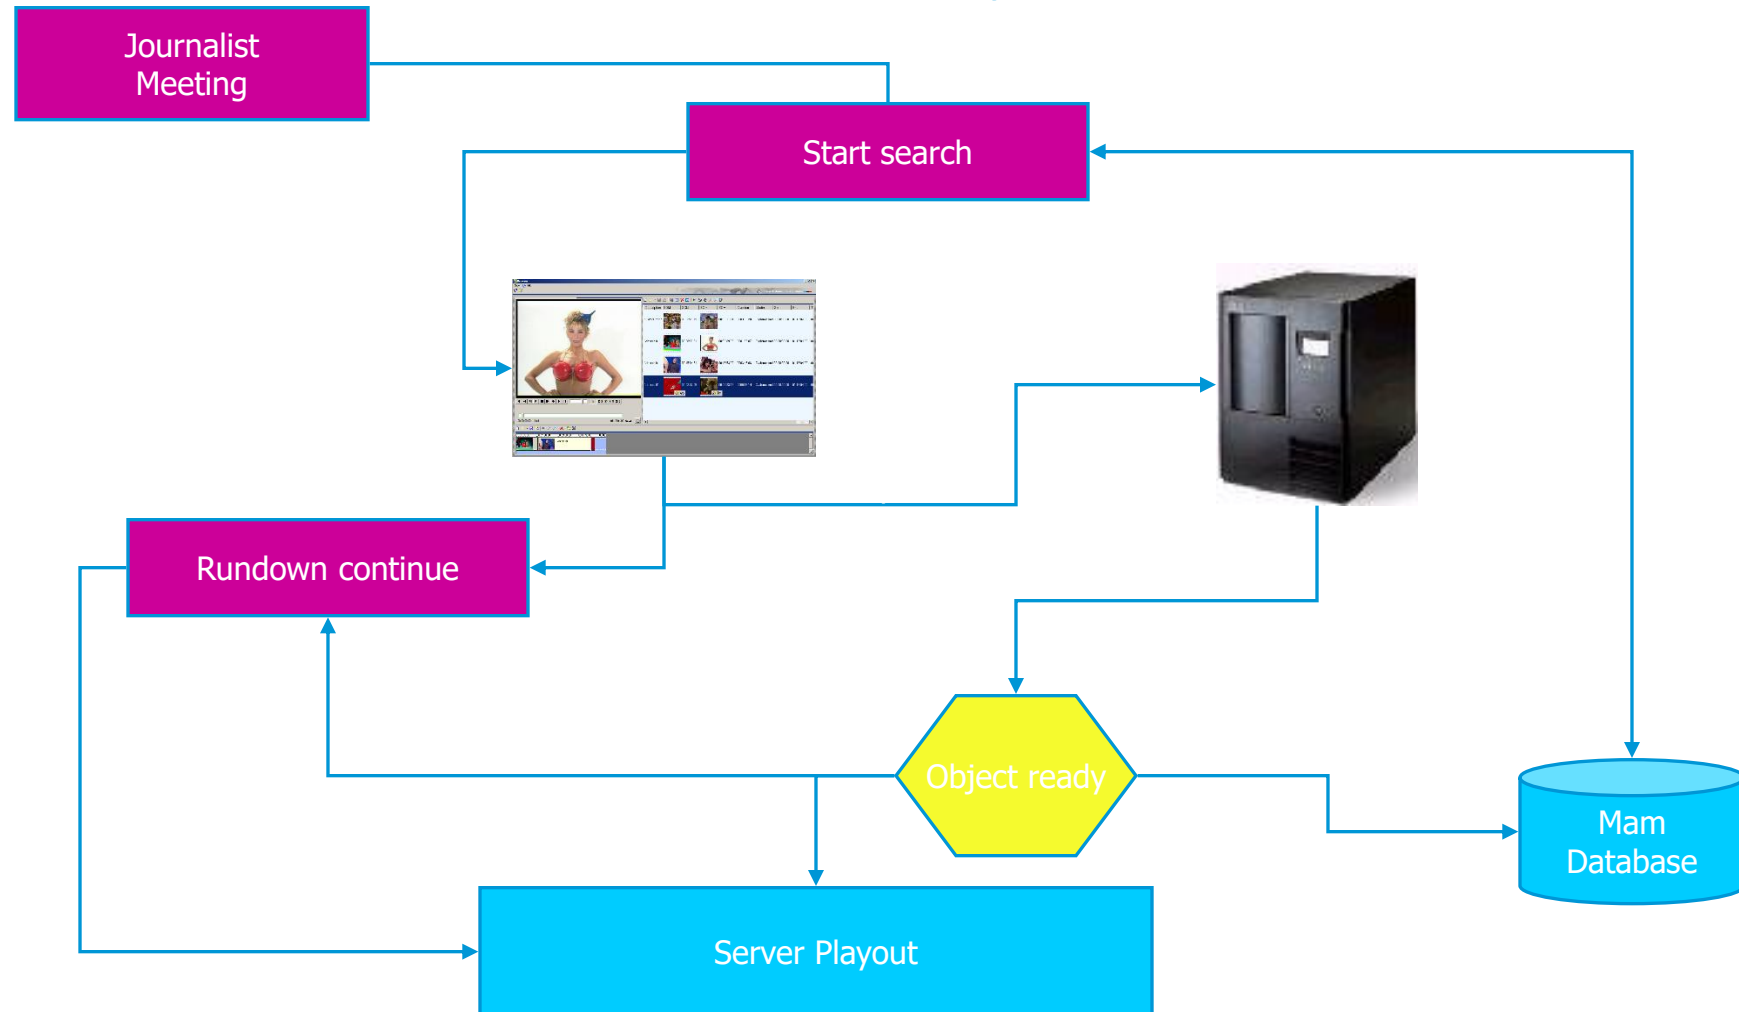 Journalist
Meeting
Start search
Rundown continue
Object ready
Mam
Database
Server Playout